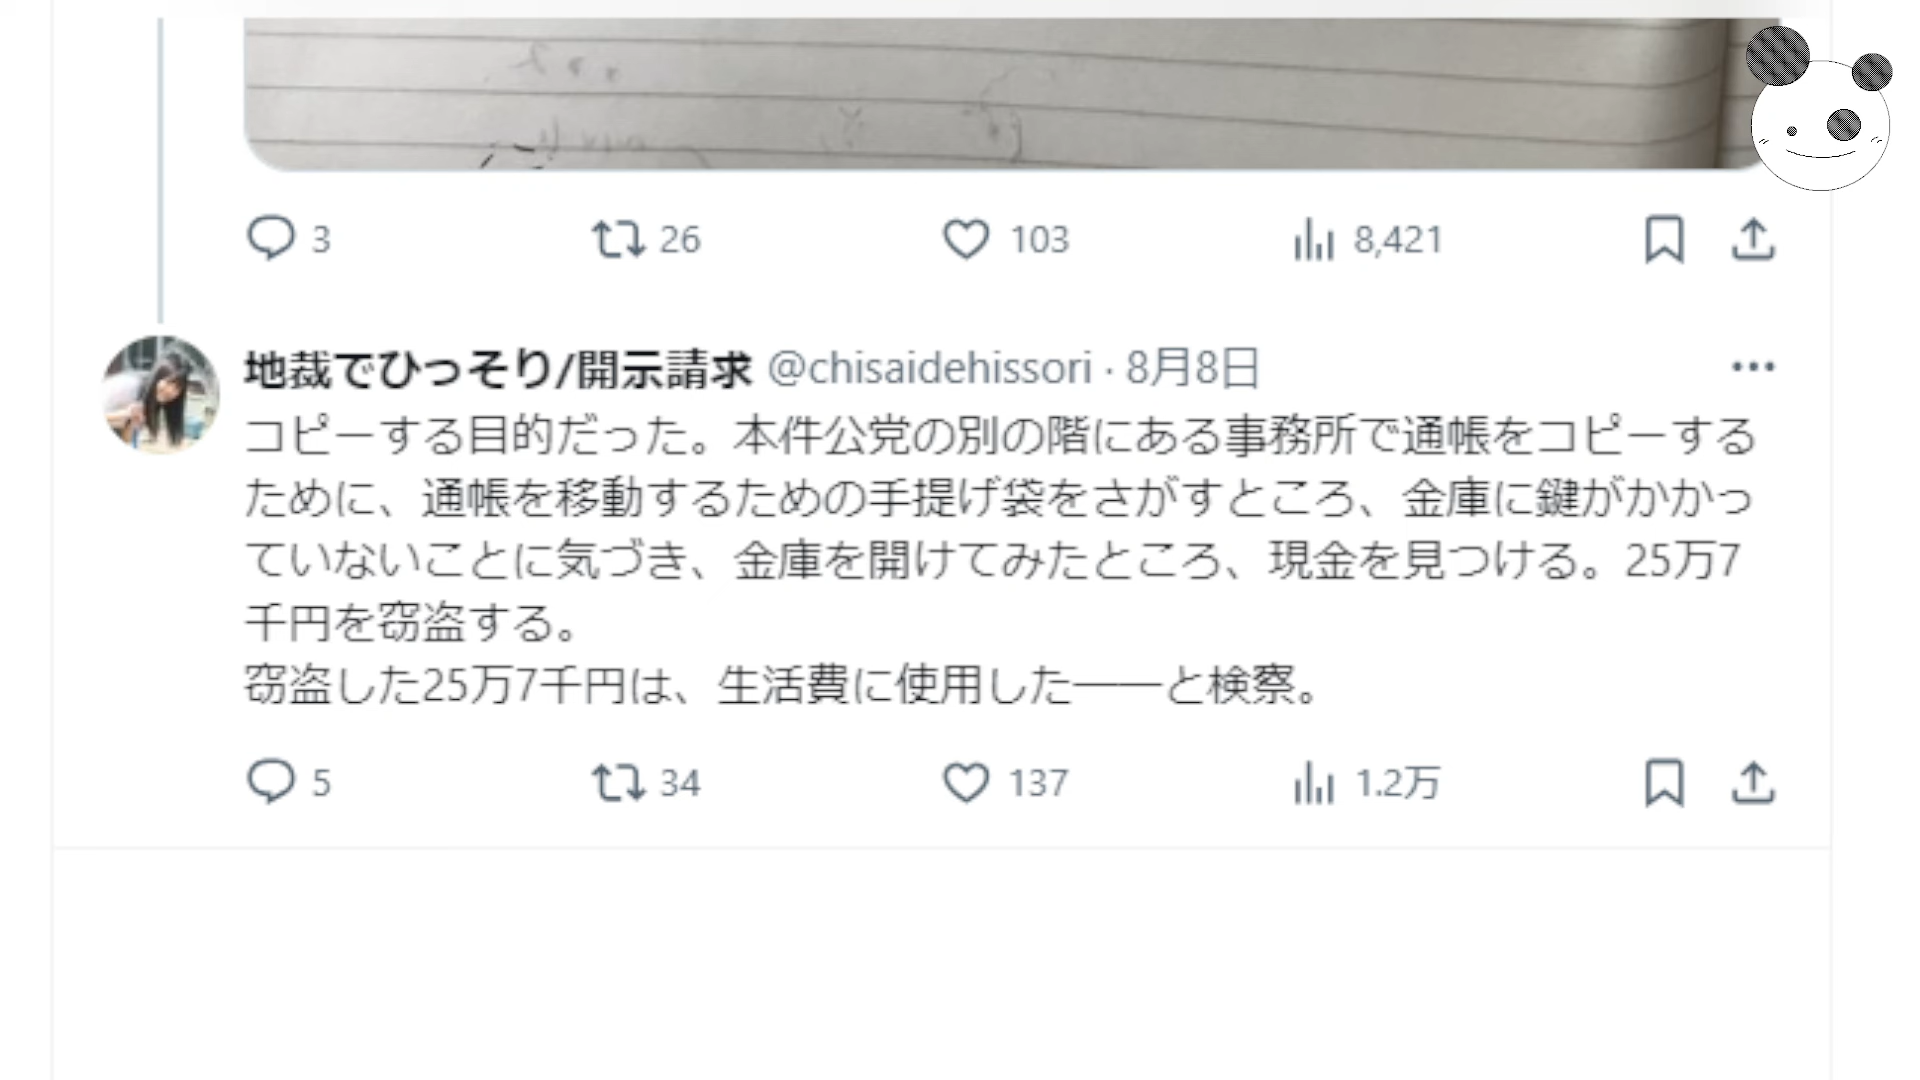 3 26 103 8,421
地裁でひっそり/開示請求 @chisaidehissori · 8月8日
コピーする目的だった。本件公党の別の階にある事務所で通帳をコピーする
ために、通帳を移動するための手提げ袋をさがすところ、金庫に鍵がかかっ
ていないことに気づき、金庫を開けてみたところ、現金を見つける。25万7
千円を窃盗する。
窃盗した25万7千円は、生活費に使用した――と検察。
5 34 137 1.2万